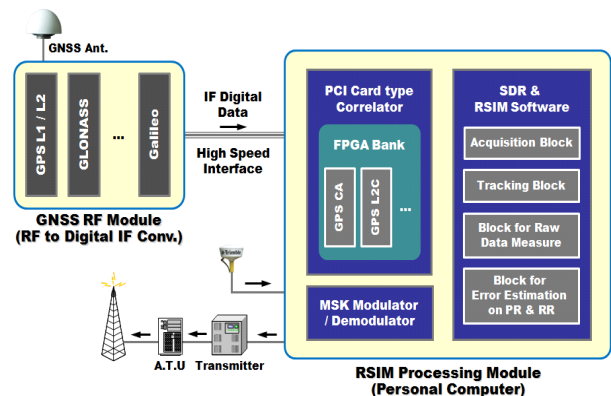 GNSS Ant.
GPS L1 / L2
GLONASS
...
Galileo
GNSS RF Module
(RF to Digital IF Conv.)
IF Digital
Data
High Speed
Interface
PCI Card type
Correlator
FPGA Bank
GPS CA
GPS L2C
...
MSK Modulator
/ Demodulator
SDR &
RSIM Software
Acquisition Block
Tracking Block
Block for Raw
Data Measure
Block for
Error Estimation
on PR & RR
RSIM Processing Module
(Personal Computer)
A.T.U
Transmitter